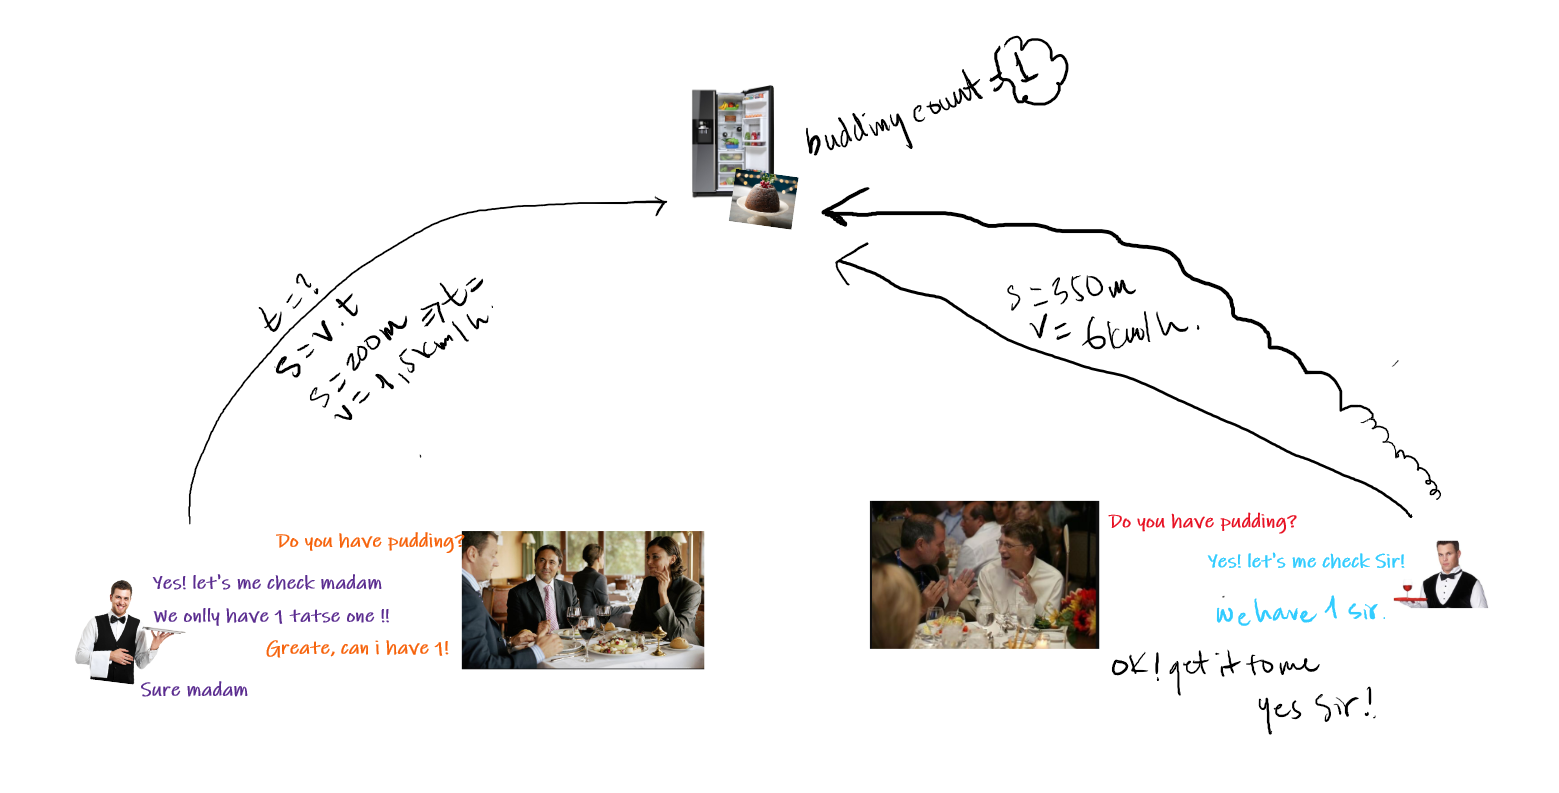 budding count = 1
t = ?
S = v.t
S = 200m => t =
v = 1,5km/h.
S = 350m
v = 6km/h.
Do you have pudding?
Yes! let's me check madam
We onlly have 1 tatse one !!
Greate, can i have 1!
Sure madam
Do you have pudding?
Yes! let's me check Sir!
we have 1 sir.
OK! get it to me
yes Sir!